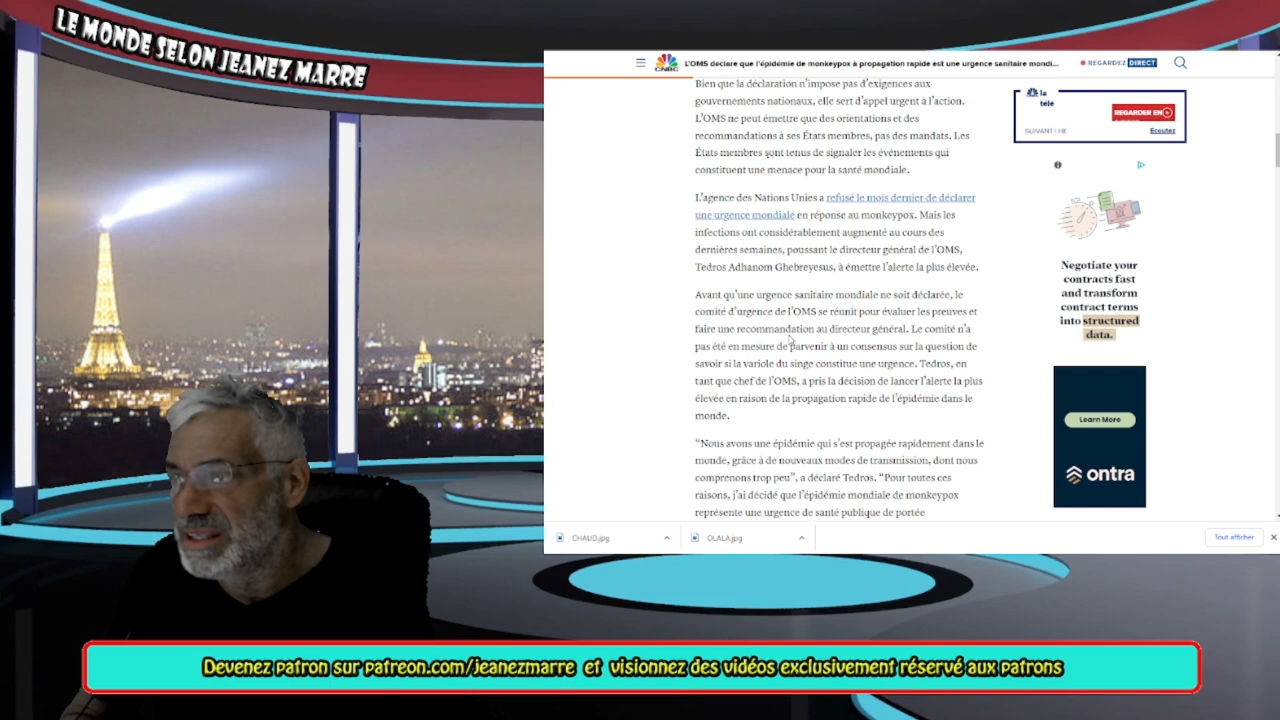 LE MONDE SELON JEANEZ MARRE
CNBC
L'OMS déclare que l'épidémie de monkeypox à propagation rapide est une urgence sanitaire mondi...
REGARDEZ DIRECT
Bien que la déclaration n'impose pas d'exigences aux
gouvernements nationaux, elle sert d'appel urgent à l'action.
L'OMS ne peut émettre que des orientations et des
recommandations à ses États membres, pas des mandats. Les
États membres sont tenus de signaler les événements qui
constituent une menace pour la santé mondiale.
L'agence des Nations Unies a refusé le mois dernier de déclarer
une urgence mondiale en réponse au monkeypox. Mais les
infections ont considérablement augmenté au cours des
dernières semaines, poussant le directeur général de l'OMS,
Tedros Adhanom Ghebreyesus, à émettre l'alerte la plus élevée.
Avant qu'une urgence sanitaire mondiale ne soit déclarée, le
comité d'urgence de l'OMS se réunit pour évaluer les preuves et
faire une recommandation au directeur général. Le comité n'a
pas été en mesure de parvenir à un consensus sur la question de
savoir si la variole du singe constitue une urgence. Tedros, en
tant que chef de l'OMS, a pris la décision de lancer l'alerte la plus
élevée en raison de la propagation rapide de l'épidémie dans le
monde.
“Nous avons une épidémie qui s'est propagée rapidement dans le
monde, grâce à de nouveaux modes de transmission, dont nous
comprenons trop peu”, a déclaré Tedros. “Pour toutes ces
raisons, j'ai décidé que l'épidémie mondiale de monkeypox
représente une urgence de santé publique de portée
la
télé
REGARDER EN
SUIVANT | HE
Ecoutez
Negotiate your
contracts fast
and transform
contract terms
into structured
data.
Learn More
ontra
CHAUD.jpg
OLALA.jpg
Tout afficher
Devenez patron sur patreon.com/jeanezmarre et visionnez des vidéos exclusivement réservé aux patrons